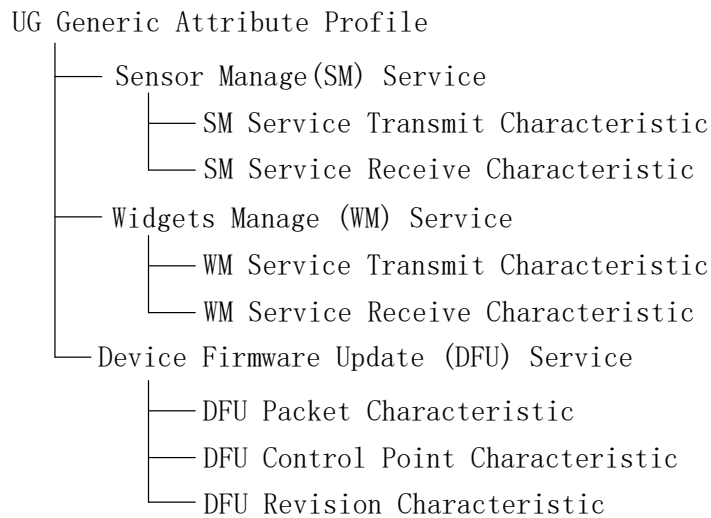 UG Generic Attribute Profile
Sensor Manage(SM) Service
SM Service Transmit Characteristic
SM Service Receive Characteristic
Widgets Manage (WM) Service
WM Service Transmit Characteristic
WM Service Receive Characteristic
Device Firmware Update (DFU) Service
DFU Packet Characteristic
DFU Control Point Characteristic
DFU Revision Characteristic